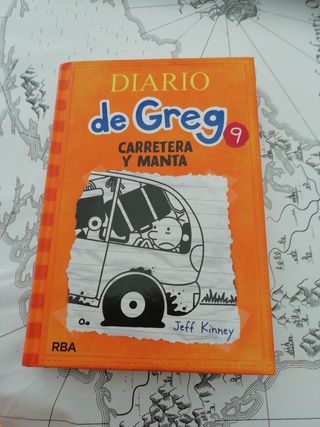 DIARIO
de Greg
9
CARRETERA
Y MANTA
Jeff Kinney
RBA